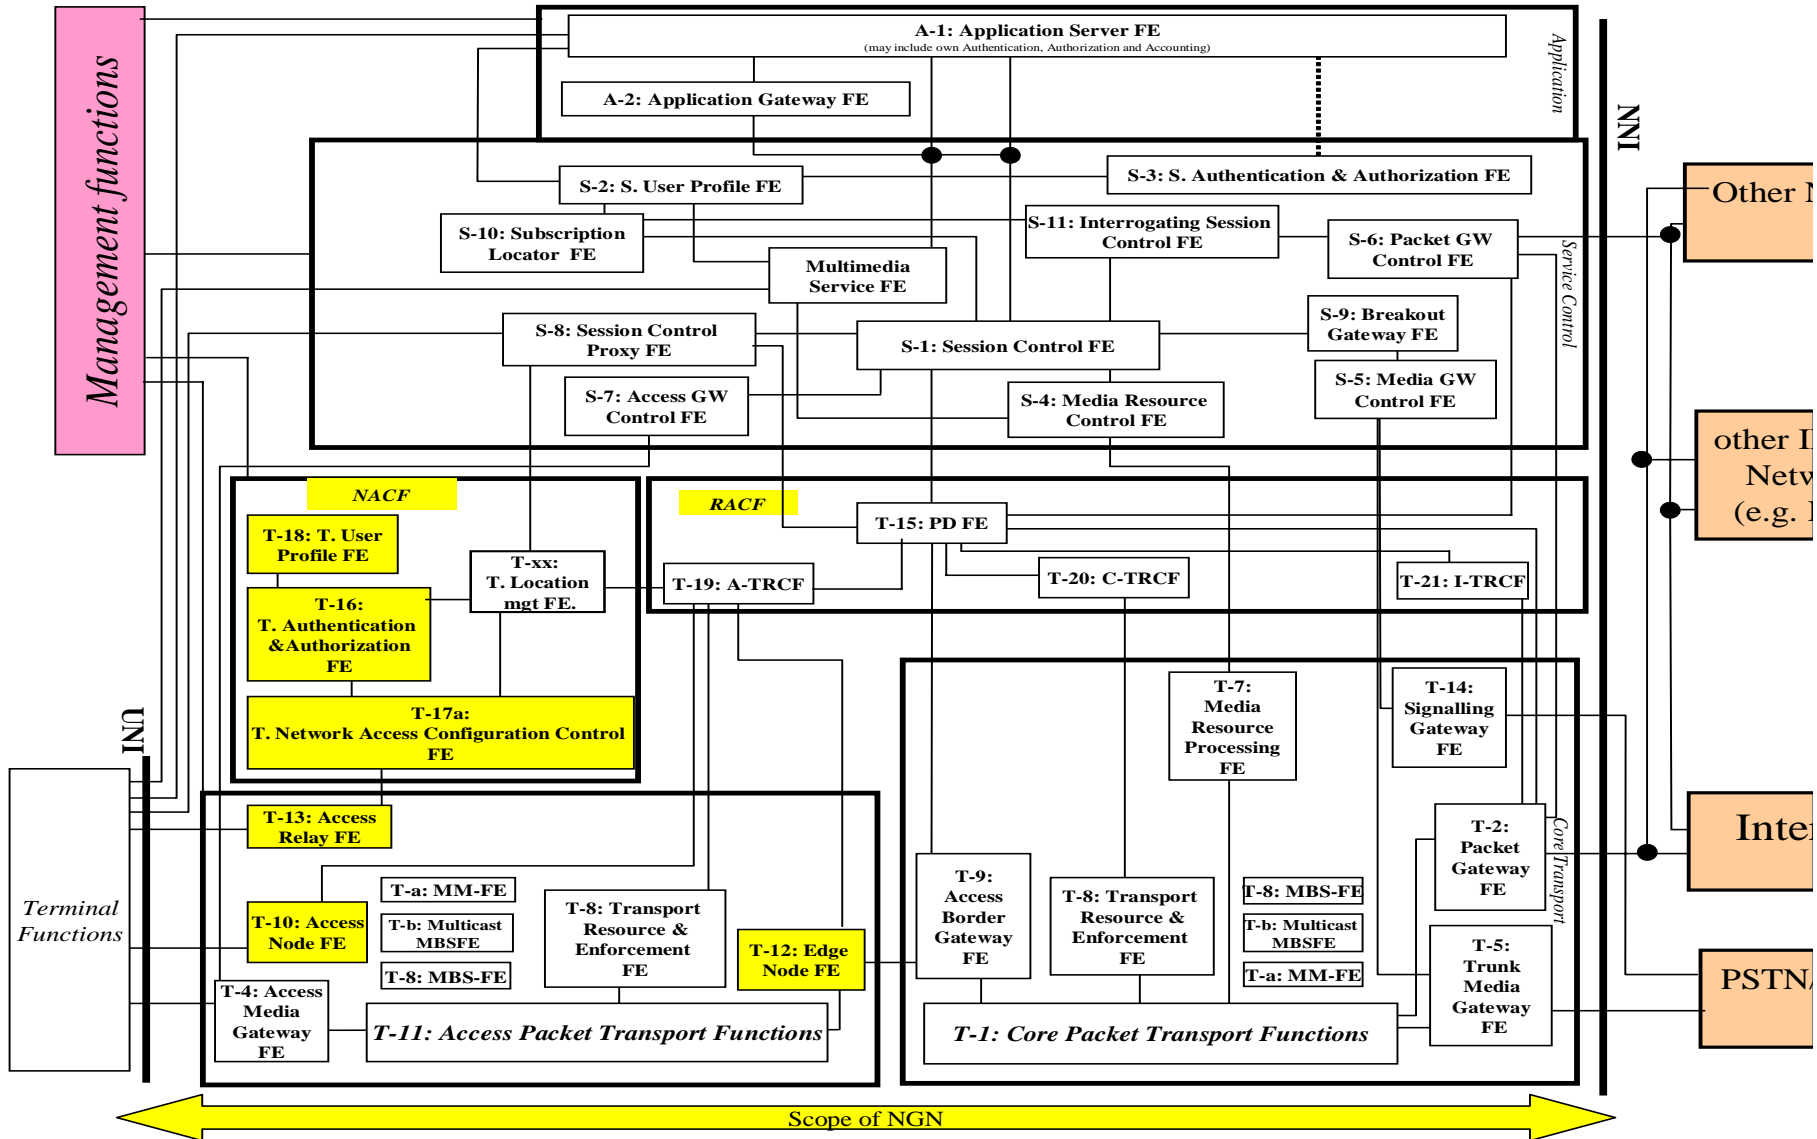 Management functions
A-1: Application Server FE
(may include own Authentication, Authorization and Accounting)
Application
A-2: Application Gateway FE
NNI
S-2: S. User Profile FE
S-3: S. Authentication & Authorization FE
Other N
S-10: Subscription
Locator FE
S-11: Interrogating Session
Control FE
S-6: Packet GW
Control FE
Service Control
Multimedia
Service FE
S-8: Session Control
Proxy FE
S-1: Session Control FE
S-9: Breakout
Gateway FE
S-7: Access GW
Control FE
S-4: Media Resource
Control FE
S-5: Media GW
Control FE
other I
Netw
(e.g. I
NACF
RACF
T-18: T. User
Profile FE
T-15: PD FE
T-xx:
T. Location
mgt FE.
T-19: A-TRCF
T-20: C-TRCF
T-21: I-TRCF
T-16:
T. Authentication
&Authorization
FE
T-17a:
T. Network Access Configuration Control
FE
UNI
T-7:
Media
Resource
Processing
FE
T-14:
Signalling
Gateway
FE
Terminal
Functions
T-13: Access
Relay FE
T-2:
Packet
Gateway
FE
Core Transport
Inter
T-10: Access
Node FE
T-a: MM-FE
T-b: Multicast
MBSFE
T-8: MBS-FE
T-8: Transport
Resource &
Enforcement
FE
T-12: Edge
Node FE
T-9:
Access
Border
Gateway
FE
T-8: Transport
Resource &
Enforcement
FE
T-8: MBS-FE
T-b: Multicast
MBSFE
T-a: MM-FE
T-5:
Trunk
Media
Gateway
FE
PSTN/
T-4: Access
Media
Gateway
FE
T-11: Access Packet Transport Functions
T-1: Core Packet Transport Functions
Scope of NGN